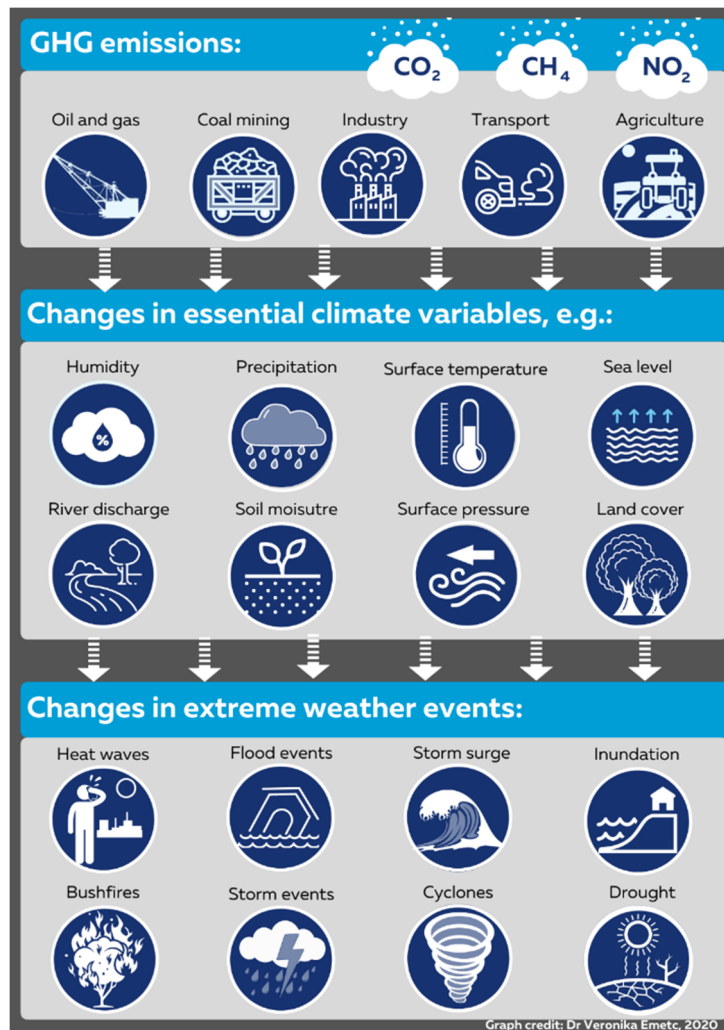 GHG emissions:
CO₂ CH₄ NO₂
Oil and gas Coal mining Industry Transport Agriculture
Changes in essential climate variables, e.g.:
Humidity Precipitation Surface temperature Sea level
%
River discharge Soil moisutre Surface pressure Land cover
Changes in extreme weather events:
Heat waves Flood events Storm surge Inundation
Bushfires Storm events Cyclones Drought
Graph credit: Dr Veronika Emetc, 2020